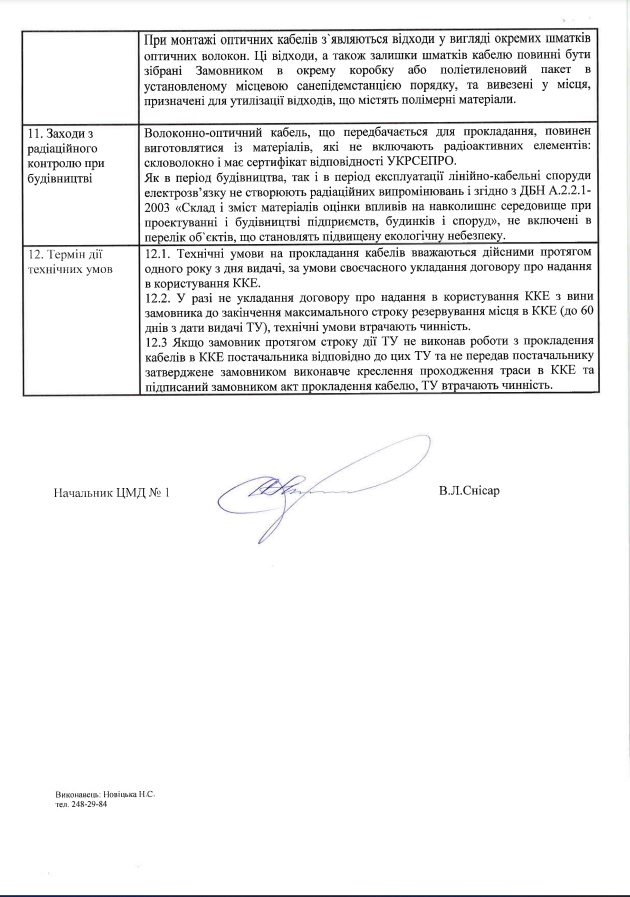 При монтажі оптичних кабелів з`являються відходи у вигляді окремих шматків
оптичних волокон. Ці відходи, а також залишки шматків кабелю повинні бути
зібрані Замовником в окрему коробку або поліетиленовий пакет в
установленому місцевою санепідемстанцією порядку, та вивезені у місця,
призначені для утилізації відходів, що містять полімерні матеріали.
11. Заходи з
радіаційного
контролю при
будівництві
Волоконно-оптичний кабель, що передбачається для прокладання, повинен
виготовлятися із матеріалів, які не включають радіоактивних елементів:
скловолокно і має сертифікат відповідності УКРСЕПРО.
Як в період будівництва, так і в період експлуатації лінійно-кабельні споруди
електрозв’язку не створюють радіаційних випромінювань і згідно з ДБН А.2.2.1-
2003 «Склад і зміст матеріалів оцінки впливів на навколишнє середовище при
проектуванні і будівництві підприємств, будинків і споруд», не включені в
перелік об`єктів, що становлять підвищену екологічну небезпеку.
12. Термін дії
технічних умов
12.1. Технічні умови на прокладання кабелів вважаються дійсними протягом
одного року з дня видачі, за умови своєчасного укладання договору про надання
в користування ККЕ.
12.2. У разі не укладання договору про надання в користування ККЕ з вини
замовника до закінчення максимального строку резервування місця в ККЕ (до 60
днів з дати видачі ТУ), технічні умови втрачають чинність.
12.3 Якщо замовник протягом строку дії ТУ не виконав роботи з прокладення
кабелів в ККЕ постачальника відповідно до цих ТУ та не передав постачальнику
затверджене замовником виконавче креслення проходження траси в ККЕ та
підписаний замовником акт прокладення кабелю, ТУ втрачають чинність.
Начальник ЦМД № 1
В.Л.Снісар
Виконавець: Новіцька Н.С.
тел. 248-29-84